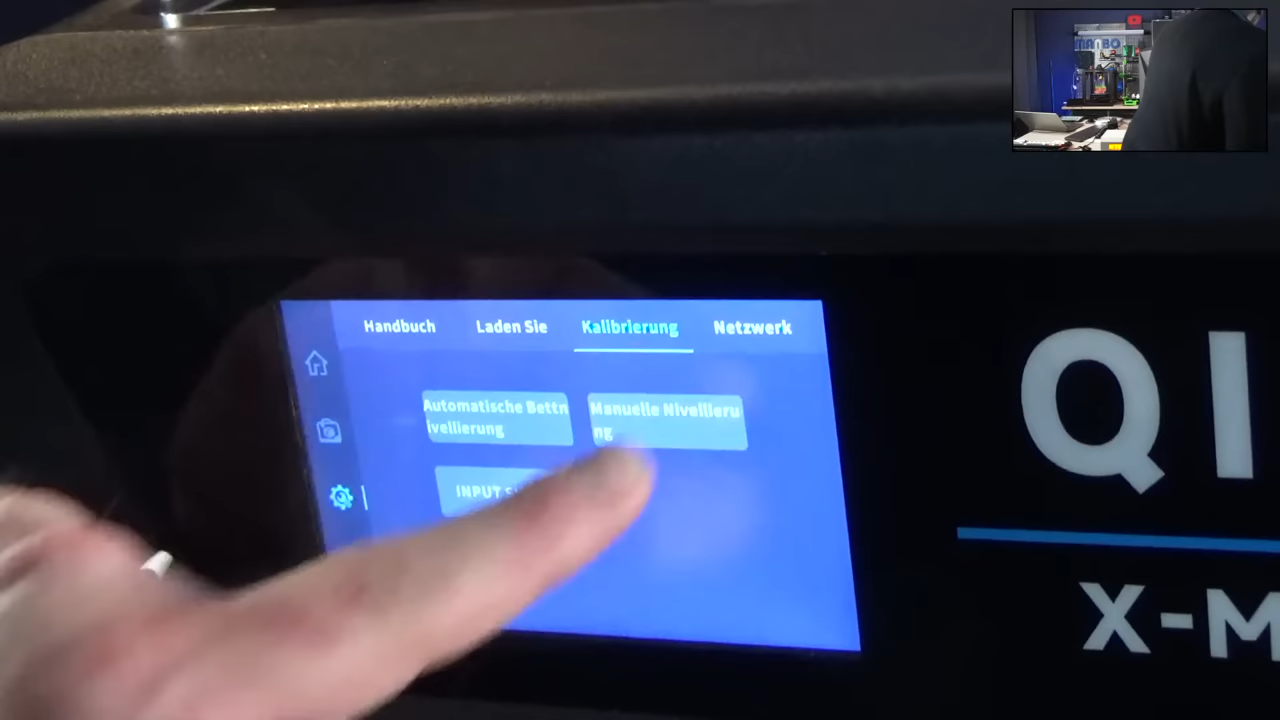 Handbuch
Laden Sie
Kalibrierung
Netzwerk
Automatische Bettn
ivellierung
Manuelle Nivellieru
ng
INPUT
QI
X-M